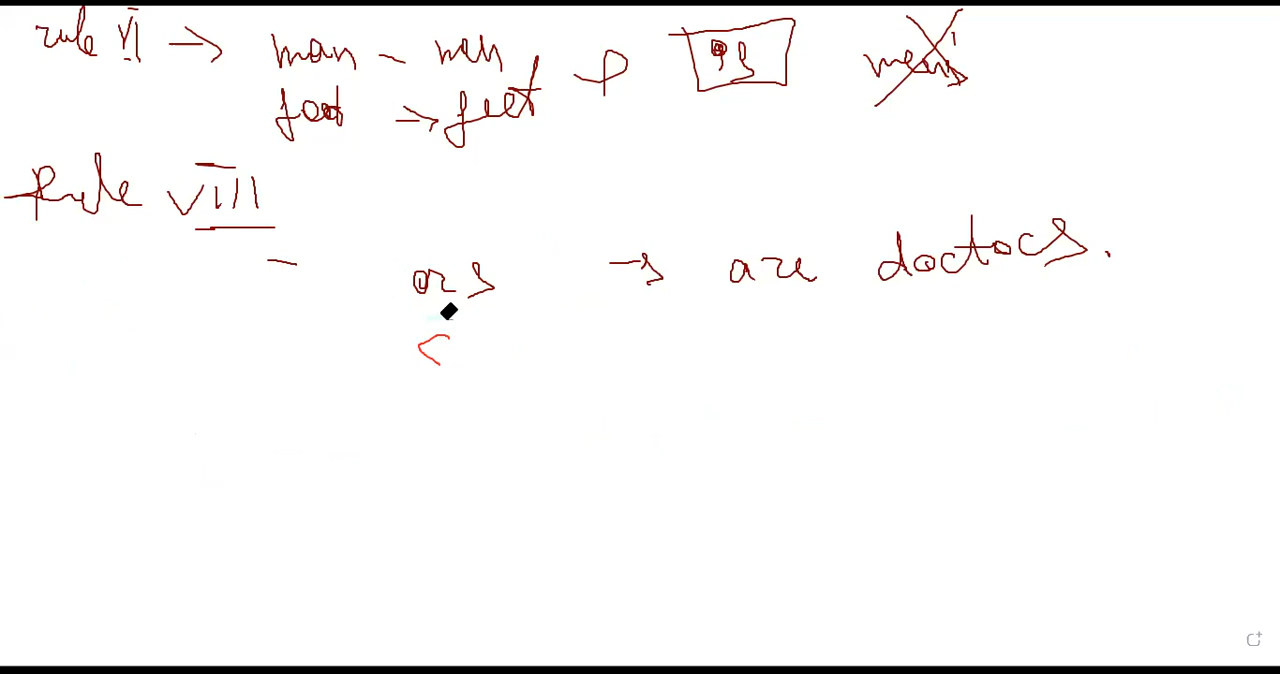 rule VI → man - men
foot → feet
Rule VIII
- ors → are doctors.